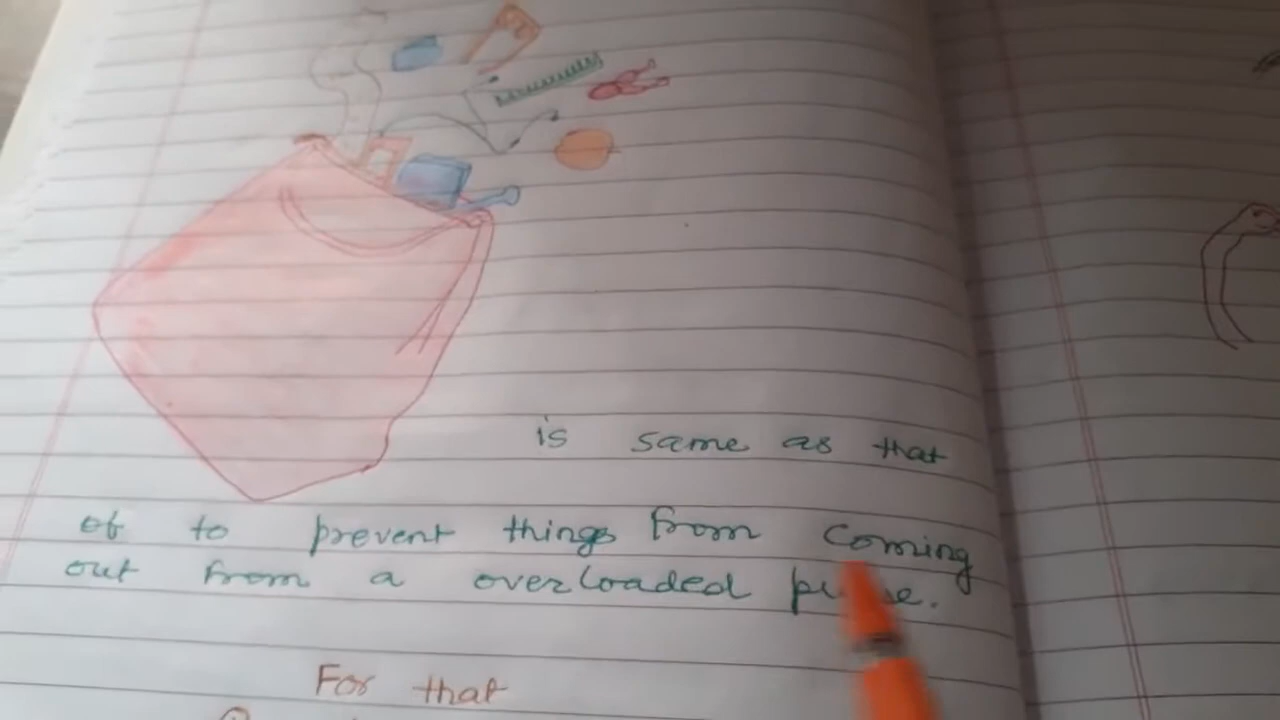 is same as that
of to prevent things from coming
out from a overloaded
For that